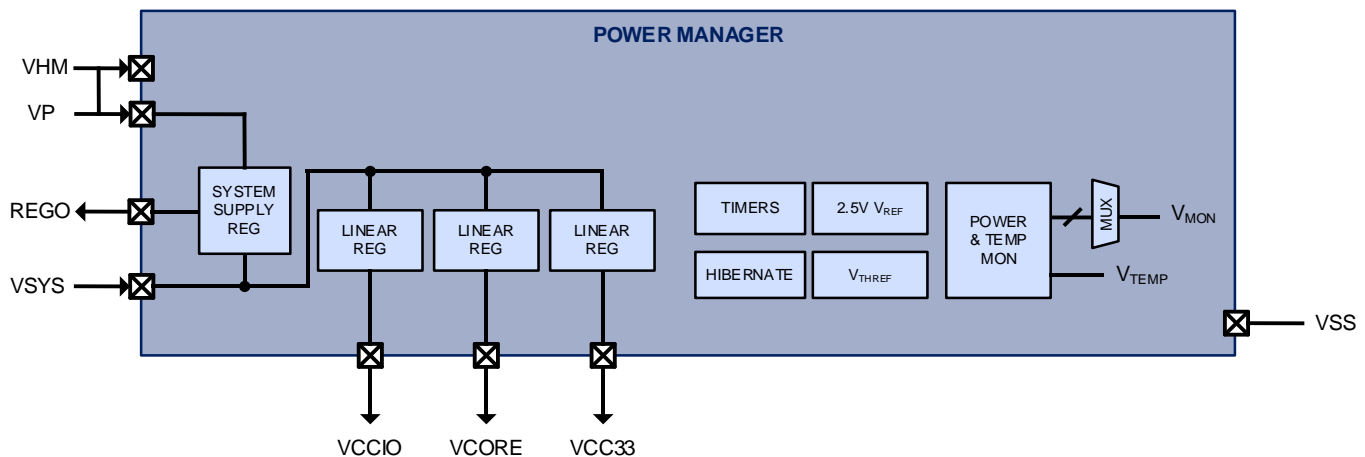 POWER MANAGER
VHM
VP
REGO
VSYS
SYSTEM
SUPPLY
REG
LINEAR
REG
LINEAR
REG
LINEAR
REG
TIMERS
2.5V VREF
HIBERNATE
VTHREF
POWER
& TEMP
MON
MUX
VMON
VTEMP
VSS
VCCIO
VCORE
VCC33